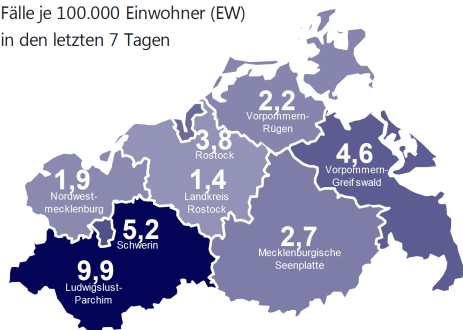 Fälle je 100.000 Einwohner (EW)
in den letzten 7 Tagen
2,2
Vorpommern-
Rügen
3,8
Rostock
4,6
Vorpommern-
Greifswald
1,9
Nordwest-
mecklenburg
1,4
Landkreis
Rostock
5,2
Schwerin
2,7
Mecklenburgische
Seenplatte
9,9
Ludwigslust-
Parchim